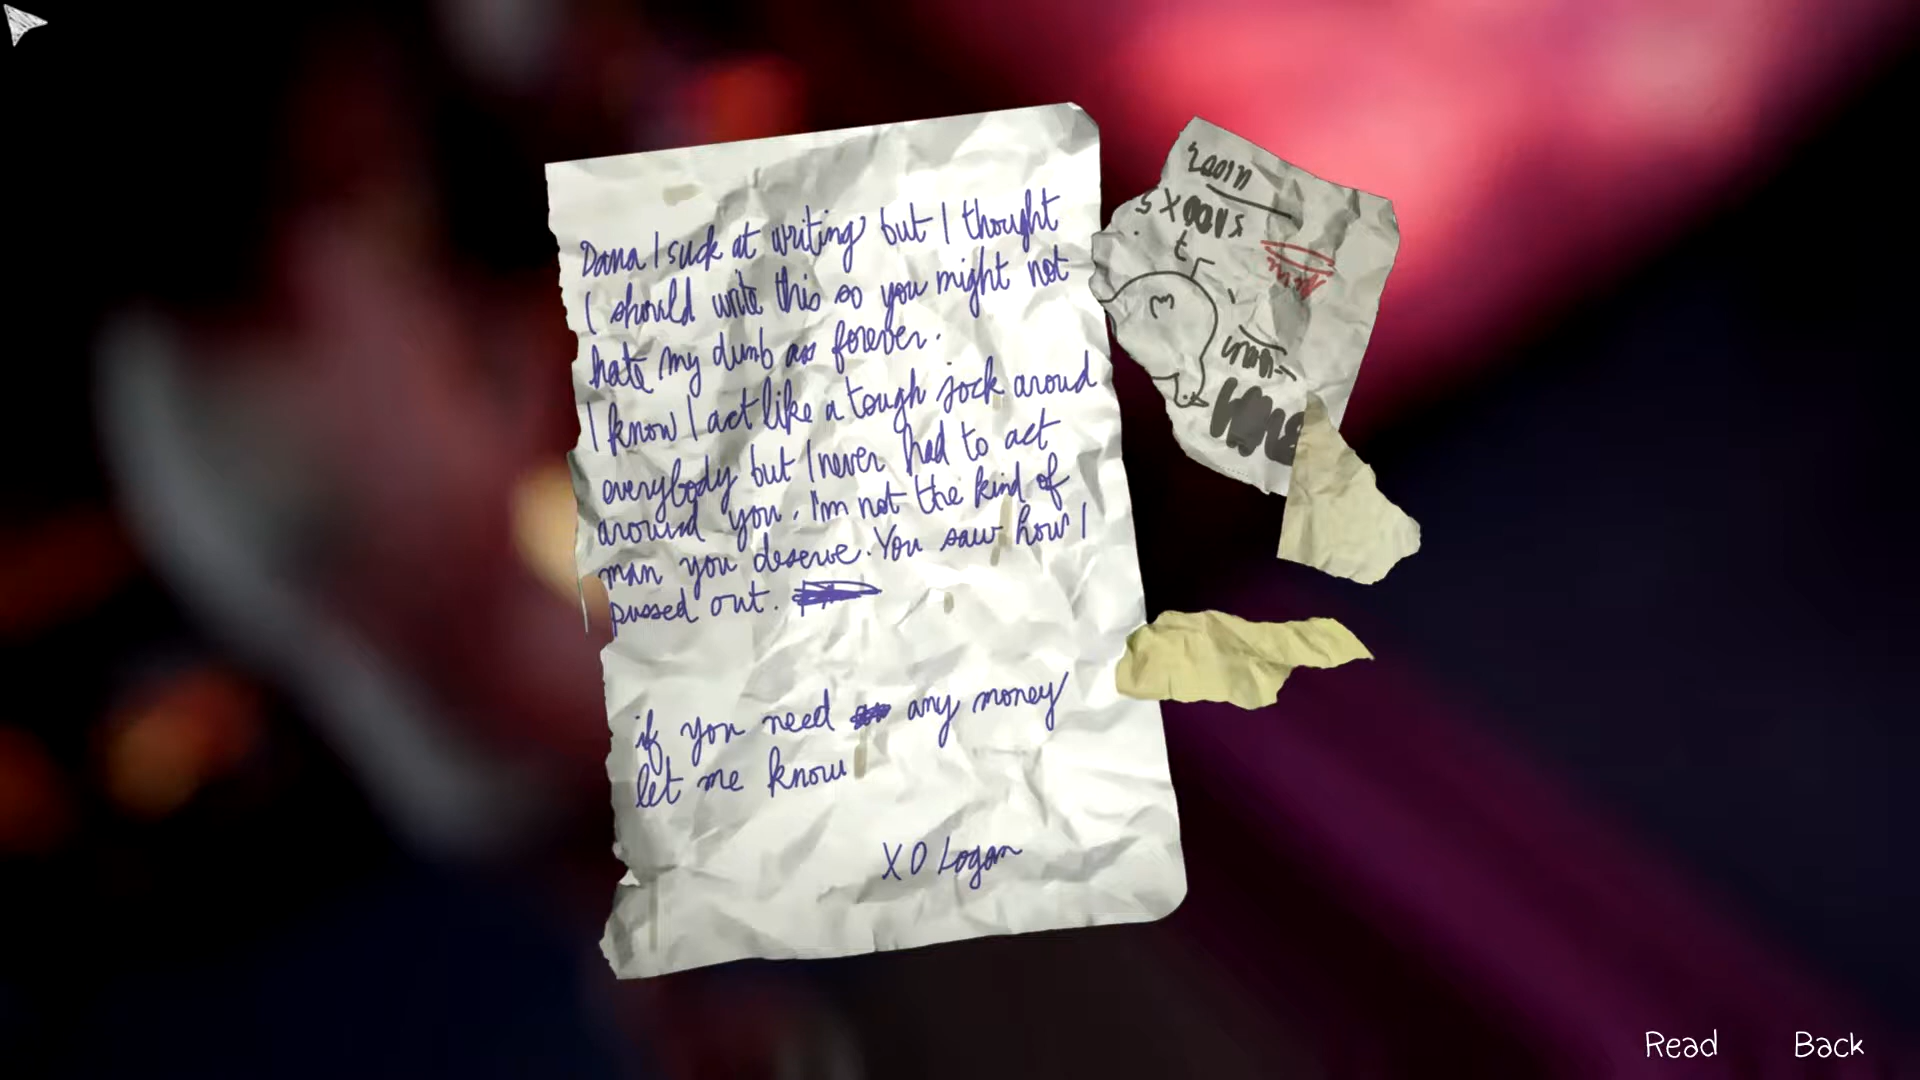 Dana I suck at writing but I thought
I should write this so you might not
hate my dumb ass forever.
I know I act like a tough jock aroud
everybody but I never had to act
around you. I'm not the kind of
man you deserve. You saw how I
pussed out.
if you need any money
let me know
XO Logan
Read
Back